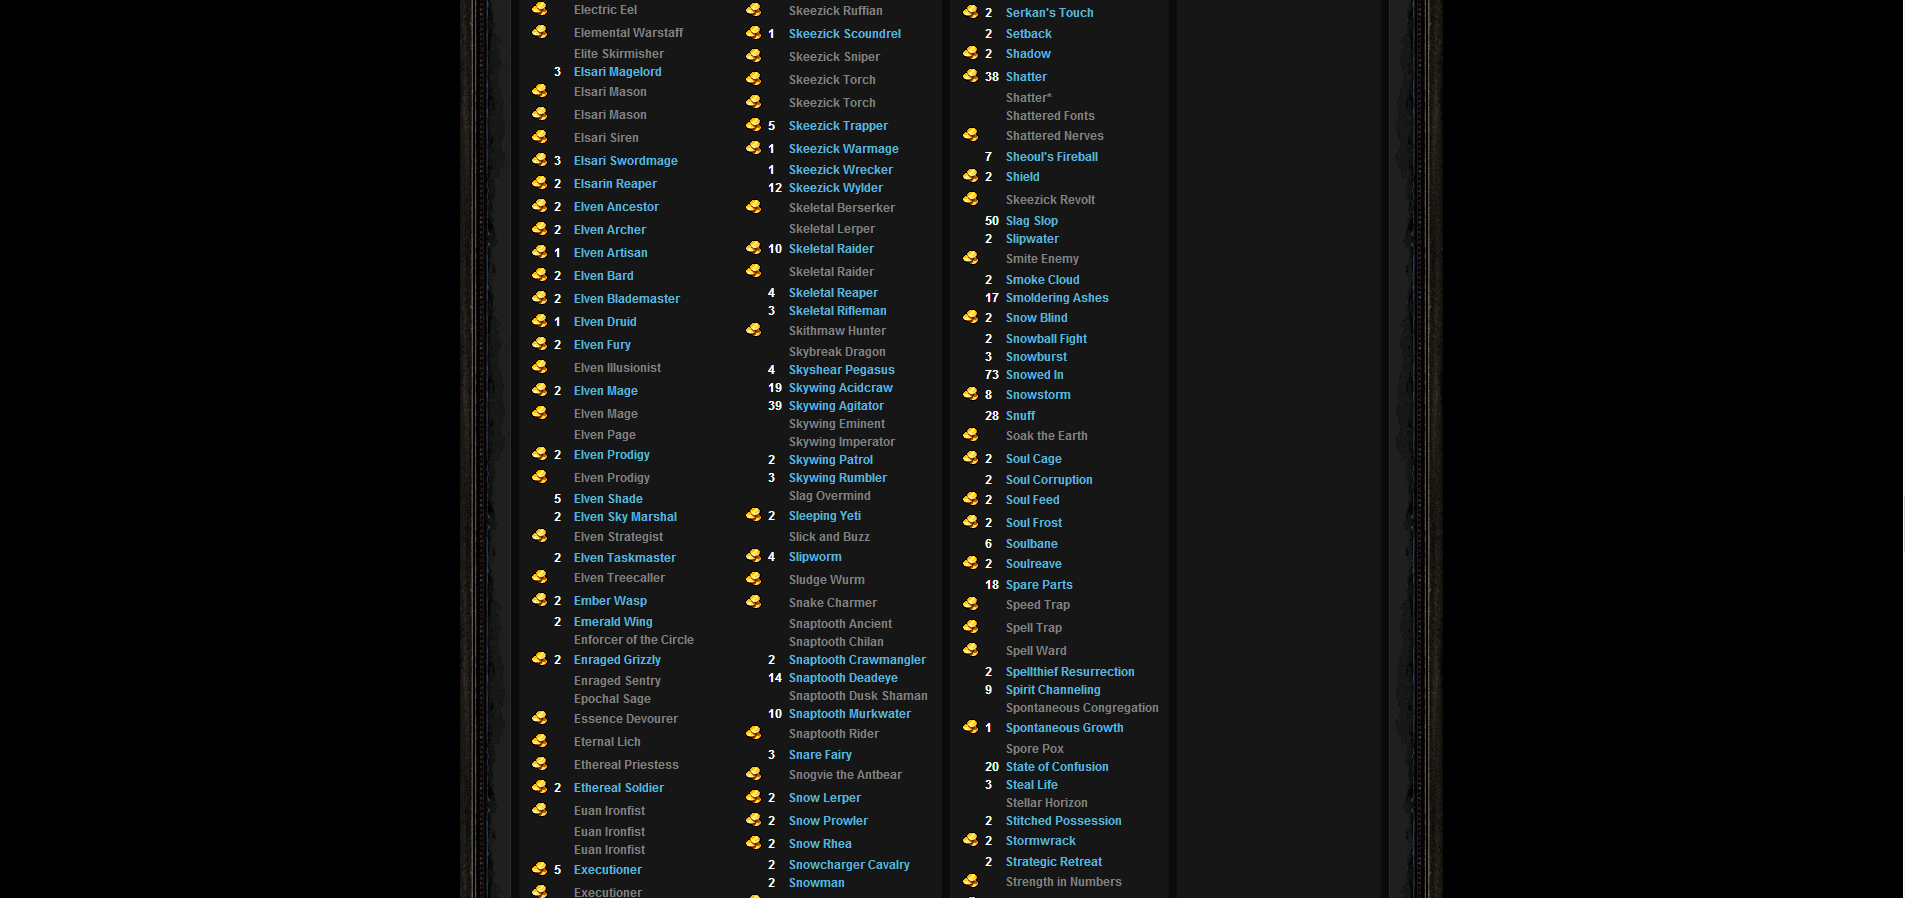 Electric Eel
Elemental Warstaff
Elite Skirmisher
3 Elsari Magelord
Elsari Mason
Elsari Mason
Elsari Siren
3 Elsari Swordmage
2 Elsarin Reaper
2 Elven Ancestor
2 Elven Archer
1 Elven Artisan
2 Elven Bard
2 Elven Blademaster
1 Elven Druid
2 Elven Fury
Elven Illusionist
2 Elven Mage
Elven Mage
Elven Page
2 Elven Prodigy
Elven Prodigy
5 Elven Shade
2 Elven Sky Marshal
Elven Strategist
2 Elven Taskmaster
Elven Treecaller
2 Ember Wasp
2 Emerald Wing
Enforcer of the Circle
2 Enraged Grizzly
Enraged Sentry
Epochal Sage
Essence Devourer
Eternal Lich
Ethereal Priestess
2 Ethereal Soldier
Euan Ironfist
Euan Ironfist
Euan Ironfist
5 Executioner
Executioner
Skeezick Ruffian
1 Skeezick Scoundrel
Skeezick Sniper
Skeezick Torch
Skeezick Torch
5 Skeezick Trapper
1 Skeezick Warmage
1 Skeezick Wrecker
12 Skeezick Wylder
Skeletal Berserker
Skeletal Lerper
10 Skeletal Raider
Skeletal Raider
4 Skeletal Reaper
3 Skeletal Rifleman
Skithmaw Hunter
Skybreak Dragon
4 Skyshear Pegasus
19 Skywing Acidcraw
39 Skywing Agitator
Skywing Eminent
Skywing Imperator
2 Skywing Patrol
3 Skywing Rumbler
Slag Overmind
2 Sleeping Yeti
Slick and Buzz
4 Slipworm
Sludge Wurm
Snake Charmer
Snaptooth Ancient
Snaptooth Chilan
2 Snaptooth Crawmangler
14 Snaptooth Deadeye
Snaptooth Dusk Shaman
10 Snaptooth Murkwater
Snaptooth Rider
3 Snare Fairy
Snogvie the Antbear
2 Snow Lerper
2 Snow Prowler
2 Snow Rhea
2 Snowcharger Cavalry
2 Snowman
2 Serkan's Touch
2 Setback
2 Shadow
38 Shatter
Shatter*
Shattered Fonts
Shattered Nerves
7 Sheoul's Fireball
2 Shield
Skeezick Revolt
50 Slag Slop
2 Slipwater
Smite Enemy
2 Smoke Cloud
17 Smoldering Ashes
2 Snow Blind
2 Snowball Fight
3 Snowburst
73 Snowed In
8 Snowstorm
28 Snuff
Soak the Earth
2 Soul Cage
2 Soul Corruption
2 Soul Feed
2 Soul Frost
6 Soulbane
2 Soulreave
18 Spare Parts
Speed Trap
Spell Trap
Spell Ward
2 Spellthief Resurrection
9 Spirit Channeling
Spontaneous Congregation
1 Spontaneous Growth
Spore Pox
20 State of Confusion
3 Steal Life
Stellar Horizon
2 Stitched Possession
2 Stormwrack
2 Strategic Retreat
Strength in Numbers